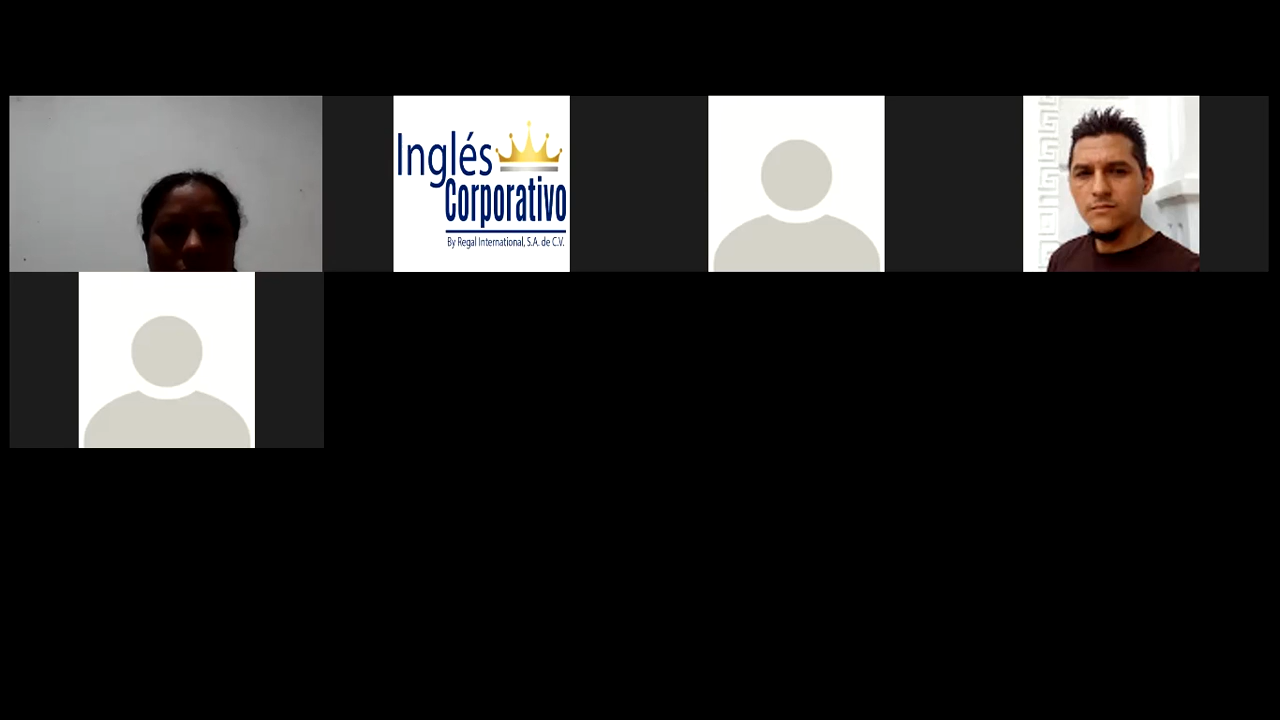 Inglés
Corporativo
By Regal International, S.A. de C.V.